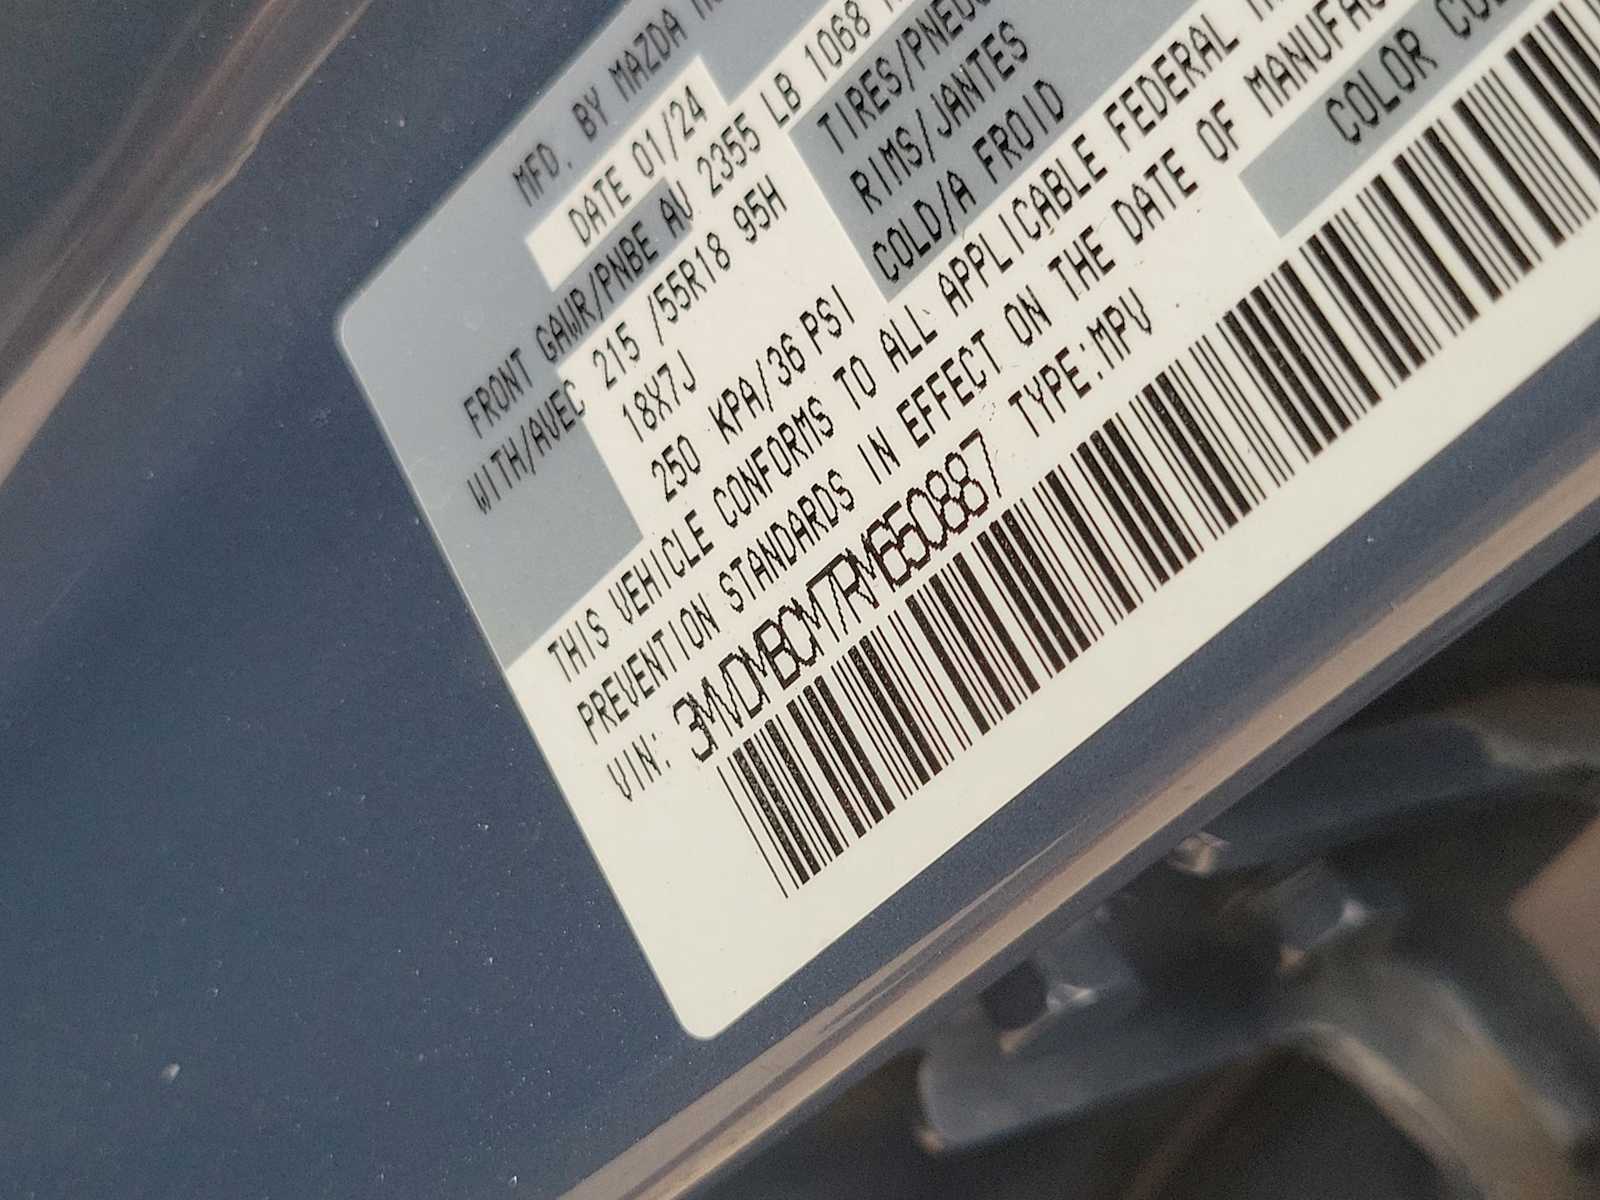 MFD. BY MAZDA
DATE 01/24
FRONT GAWR/PNBE AV 2355 LB 1068
WITH/AVEC 215 /55R18 95H TIRES/
18X7J RIMS/JANTES
250 KPA/36 PSI COLD/A FROID
THIS VEHICLE CONFORMS TO ALL APPLICABLE FEDERAL
PREVENTION STANDARDS IN EFFECT ON THE DATE OF
VIN: 3MVDMBCM7RM650887 TYPE:MPV COLOR